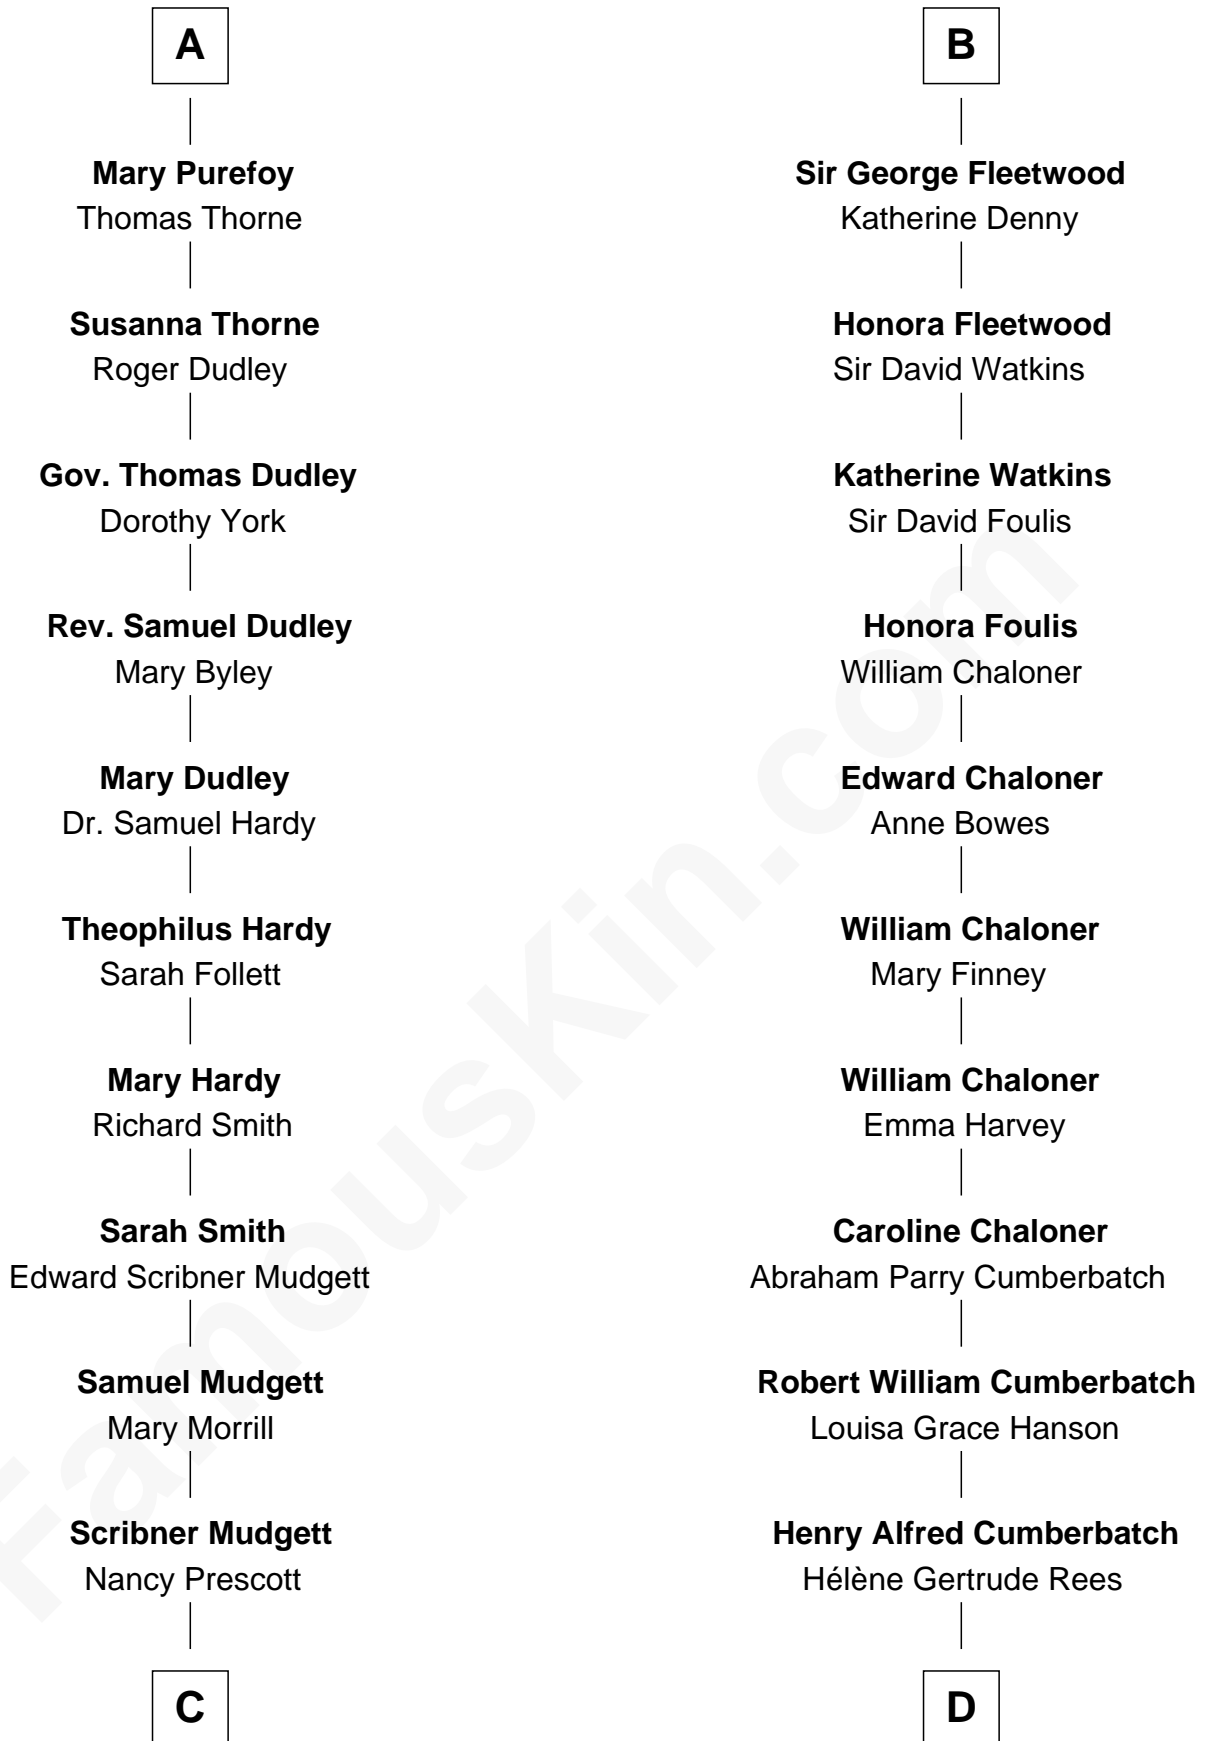 A
Mary Purefoy
Thomas Thorne
Susanna Thorne
Roger Dudley
Gov. Thomas Dudley
Dorothy York
Rev. Samuel Dudley
Mary Byley
Mary Dudley
Dr. Samuel Hardy
Theophilus Hardy
Sarah Follett
Mary Hardy
Richard Smith
Sarah Smith
Edward Scribner Mudgett
Samuel Mudgett
Mary Morrill
Scribner Mudgett
Nancy Prescott
C
B
Sir George Fleetwood
Katherine Denny
Honora Fleetwood
Sir David Watkins
Katherine Watkins
Sir David Foulis
Honora Foulis
William Chaloner
Edward Chaloner
Anne Bowes
William Chaloner
Mary Finney
William Chaloner
Emma Harvey
Caroline Chaloner
Abraham Parry Cumberbatch
Robert William Cumberbatch
Louisa Grace Hanson
Henry Alfred Cumberbatch
Hélène Gertrude Rees
D
FamousKin.com